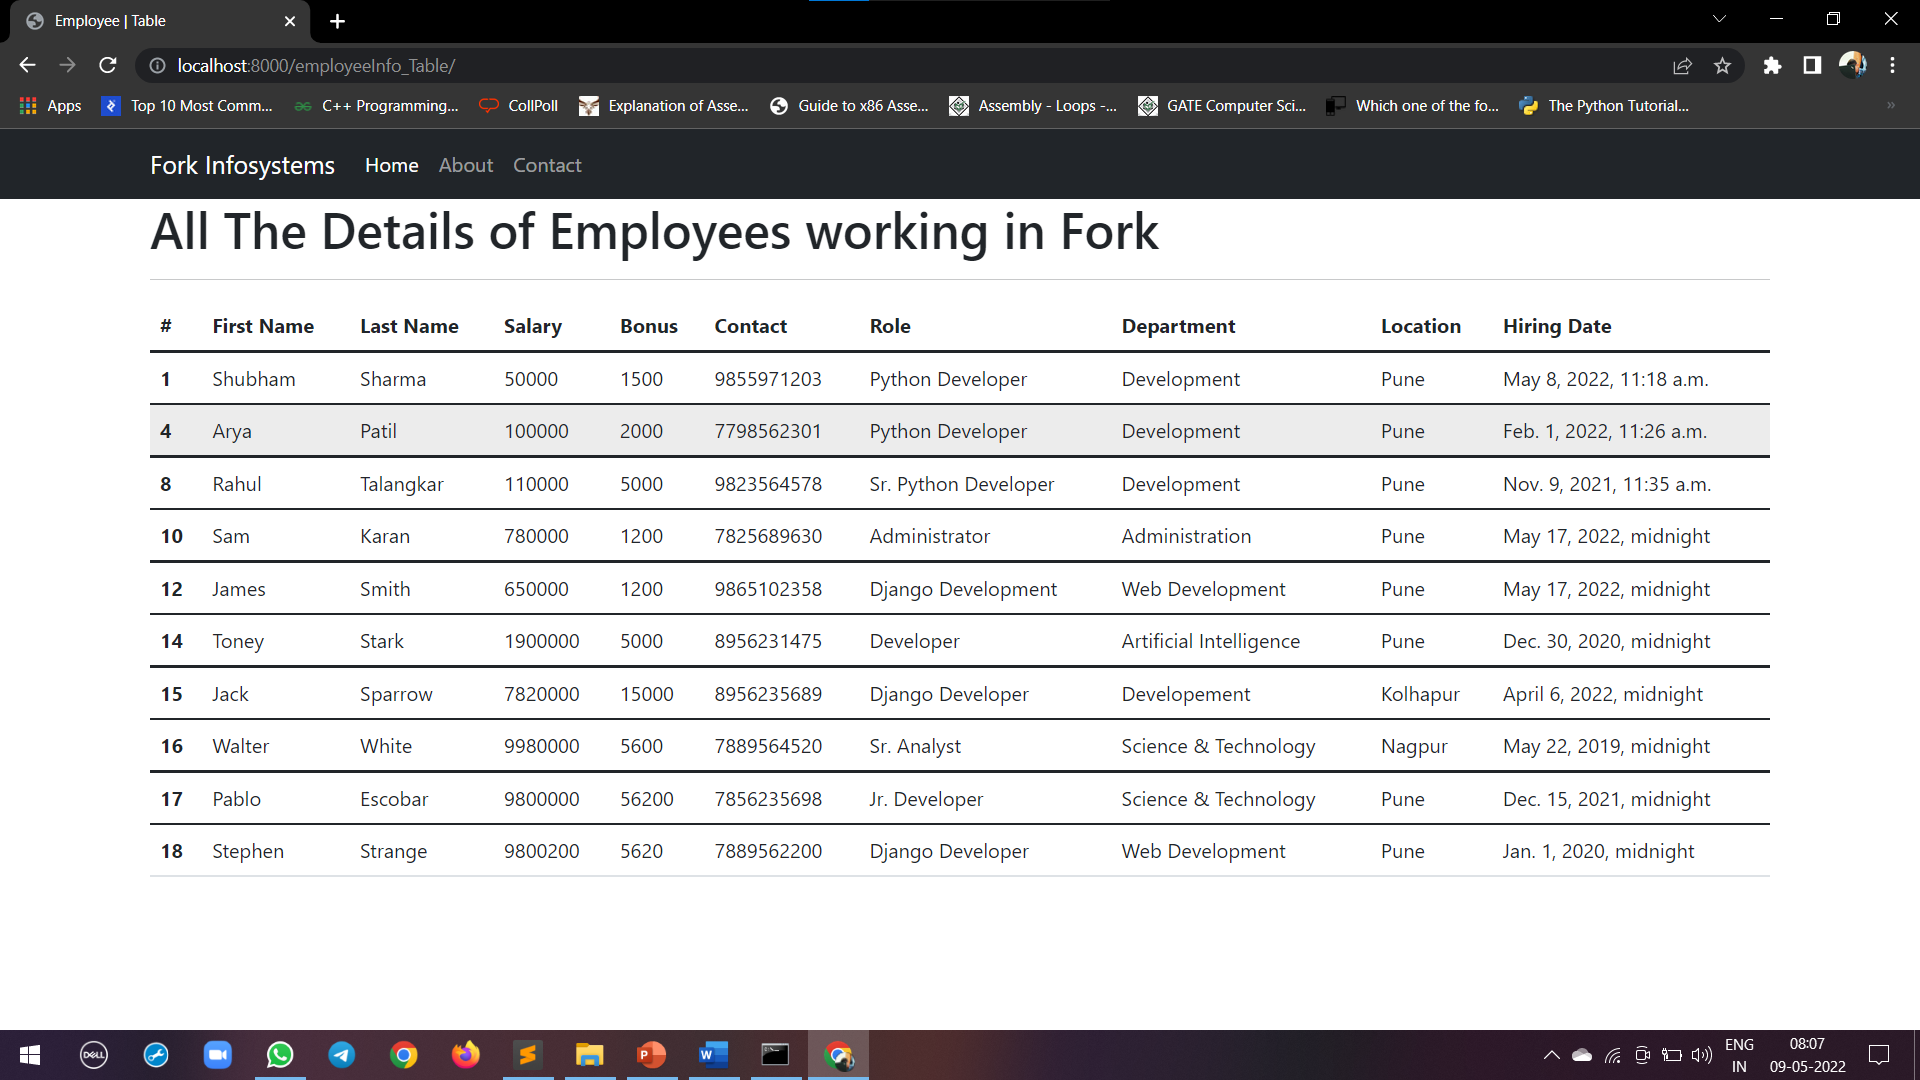 Employee | Table
localhost:8000/employeeInfo_Table/
Apps Top 10 Most Comm... C++ Programming... CollPoll Explanation of Asse... Guide to x86 Asse... Assembly - Loops -... GATE Computer Sci... Which one of the fo... The Python Tutorial... »
Fork Infosystems Home About Contact
All The Details of Employees working in Fork
# First Name Last Name Salary Bonus Contact Role Department Location Hiring Date
1 Shubham Sharma 50000 1500 9855971203 Python Developer Development Pune May 8, 2022, 11:18 a.m.
4 Arya Patil 100000 2000 7798562301 Python Developer Development Pune Feb. 1, 2022, 11:26 a.m.
8 Rahul Talangkar 110000 5000 9823564578 Sr. Python Developer Development Pune Nov. 9, 2021, 11:35 a.m.
10 Sam Karan 780000 1200 7825689630 Administrator Administration Pune May 17, 2022, midnight
12 James Smith 650000 1200 9865102358 Django Development Web Development Pune May 17, 2022, midnight
14 Toney Stark 1900000 5000 8956231475 Developer Artificial Intelligence Pune Dec. 30, 2020, midnight
15 Jack Sparrow 7820000 15000 8956235689 Django Developer Developement Kolhapur April 6, 2022, midnight
16 Walter White 9980000 5600 7889564520 Sr. Analyst Science & Technology Nagpur May 22, 2019, midnight
17 Pablo Escobar 9800000 56200 7856235698 Jr. Developer Science & Technology Pune Dec. 15, 2021, midnight
18 Stephen Strange 9800200 5620 7889562200 Django Developer Web Development Pune Jan. 1, 2020, midnight
DELL
ENG 08:07
IN 09-05-2022